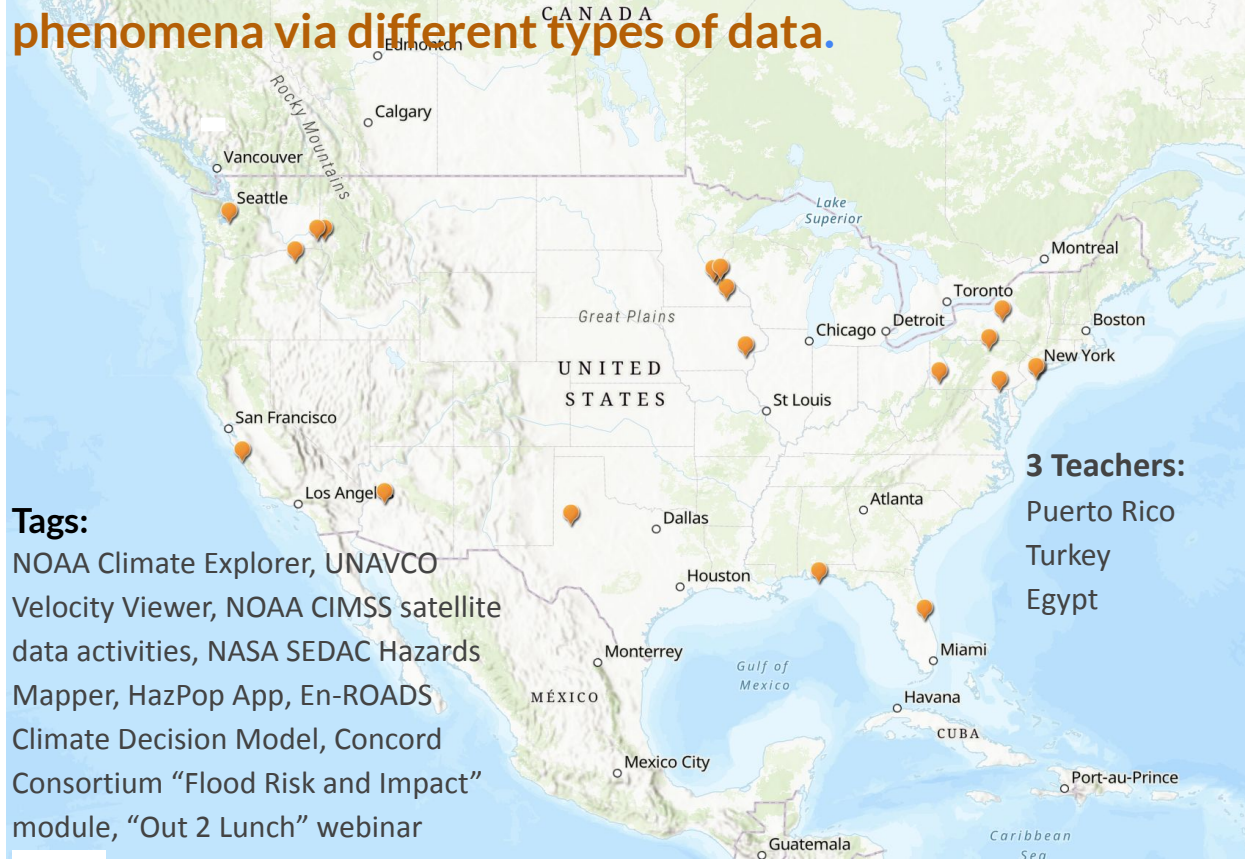 CANADA
phenomena via different types of data.
Edmonton
Rocky Mountains
Calgary
Vancouver
Seattle
Lake
Superior
Montreal
Toronto
Great Plains
Chicago
Detroit
Boston
New York
UNITED
STATES
St Louis
San Francisco
3 Teachers:
Puerto Rico
Turkey
Egypt
Los Angel
Atlanta
Dallas
Tags:
NOAA Climate Explorer, UNAVCO
Velocity Viewer, NOAA CIMSS satellite
data activities, NASA SEDAC Hazards
Mapper, HazPop App, En-ROADS
Climate Decision Model, Concord
Consortium “Flood Risk and Impact”
module, “Out 2 Lunch” webinar
Houston
Monterrey
Gulf of
Mexico
Miami
MÉXICO
Havana
CUBA
Mexico City
Port-au-Prince
Guatemala
Caribbean
Sea